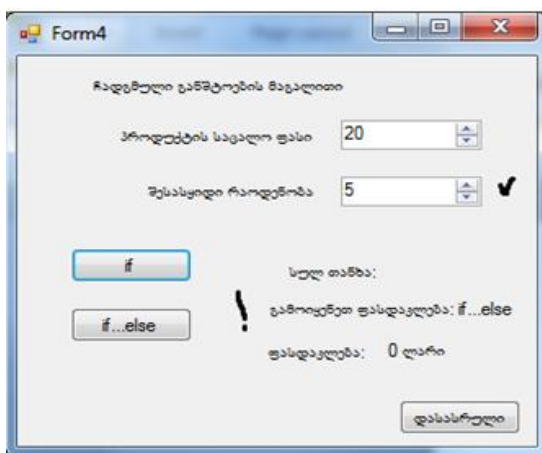 Form4
ჩადგმული განშტოების მაგალითი
პროდუქტის საცალო ფასი 20
შესასყიდი რაოდენობა 5
if
სულ თანხა:
if...else
გამოიყენეთ ფასდაკლება: if...else
ფასდაკლება: 0 ლარი
დასასრული